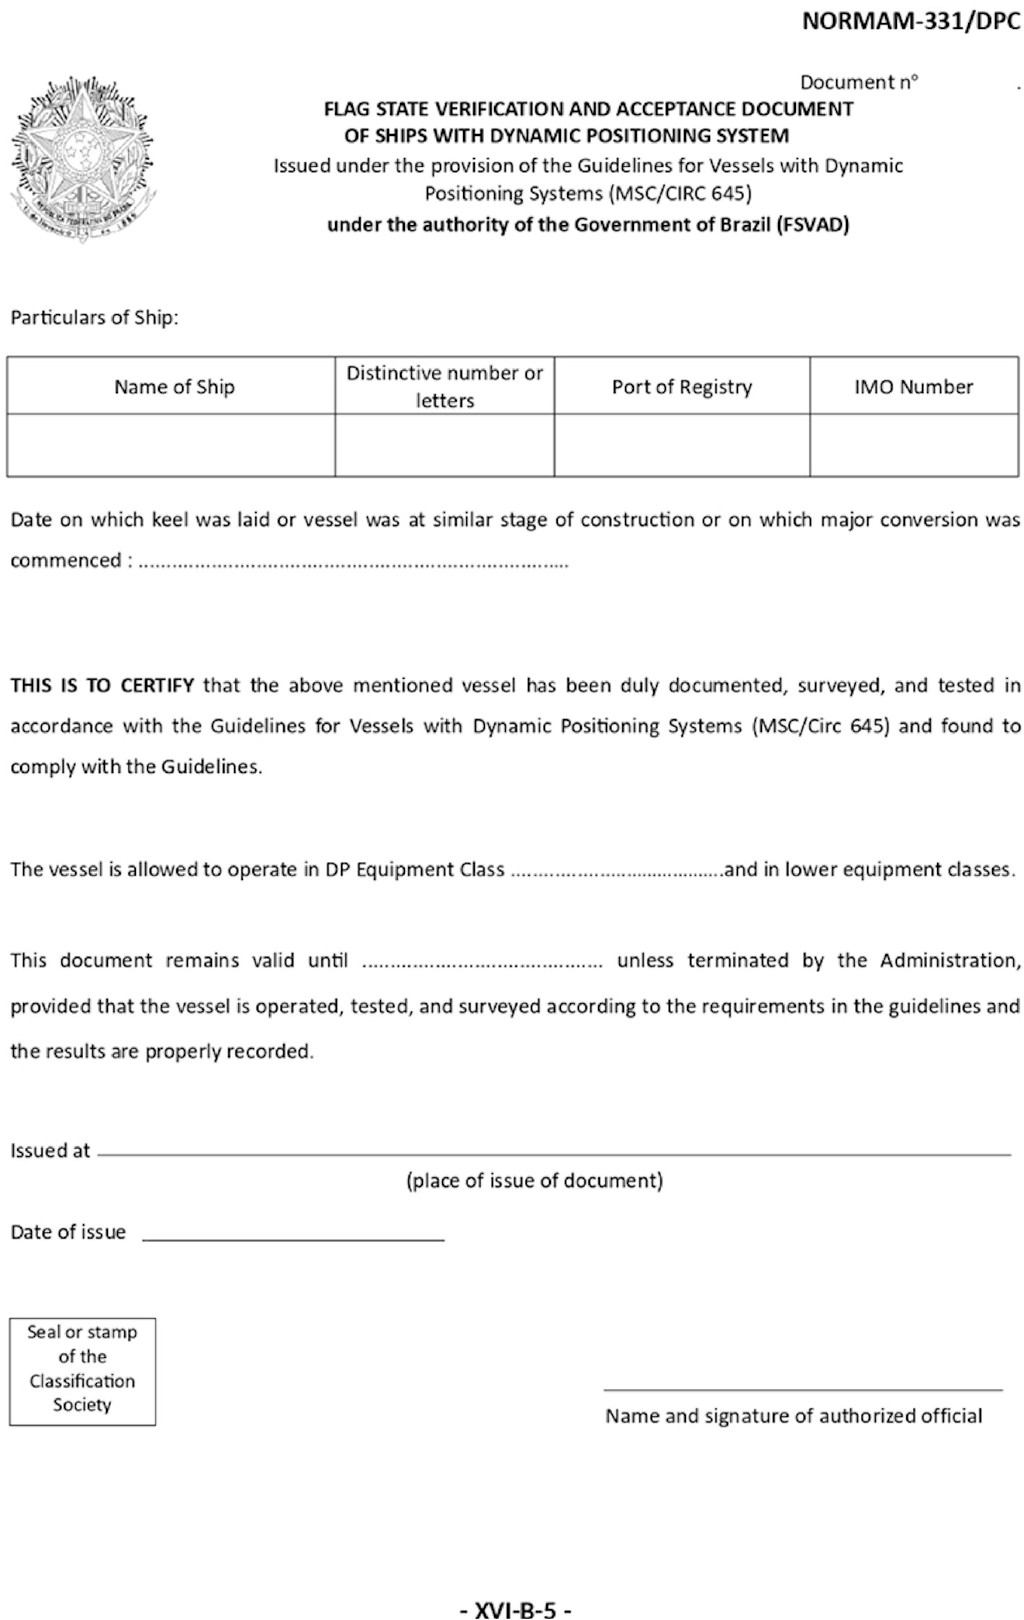 NORMAM-331/DPC
Document n° .
FLAG STATE VERIFICATION AND ACCEPTANCE DOCUMENT
OF SHIPS WITH DYNAMIC POSITIONING SYSTEM
Issued under the provision of the Guidelines for Vessels with Dynamic
Positioning Systems (MSC/CIRC 645)
under the authority of the Government of Brazil (FSVAD)
Particulars of Ship:
Name of Ship
Distinctive number or
letters
Port of Registry
IMO Number
Date on which keel was laid or vessel was at similar stage of construction or on which major conversion was
commenced : .............................................................................
THIS IS TO CERTIFY that the above mentioned vessel has been duly documented, surveyed, and tested in
accordance with the Guidelines for Vessels with Dynamic Positioning Systems (MSC/Circ 645) and found to
comply with the Guidelines.
The vessel is allowed to operate in DP Equipment Class ......................................and in lower equipment classes.
This document remains valid until ........................................... unless terminated by the Administration,
provided that the vessel is operated, tested, and surveyed according to the requirements in the guidelines and
the results are properly recorded.
Issued at
(place of issue of document)
Date of issue
Seal or stamp
of the
Classification
Society
Name and signature of authorized official
- XVI-B-5 -